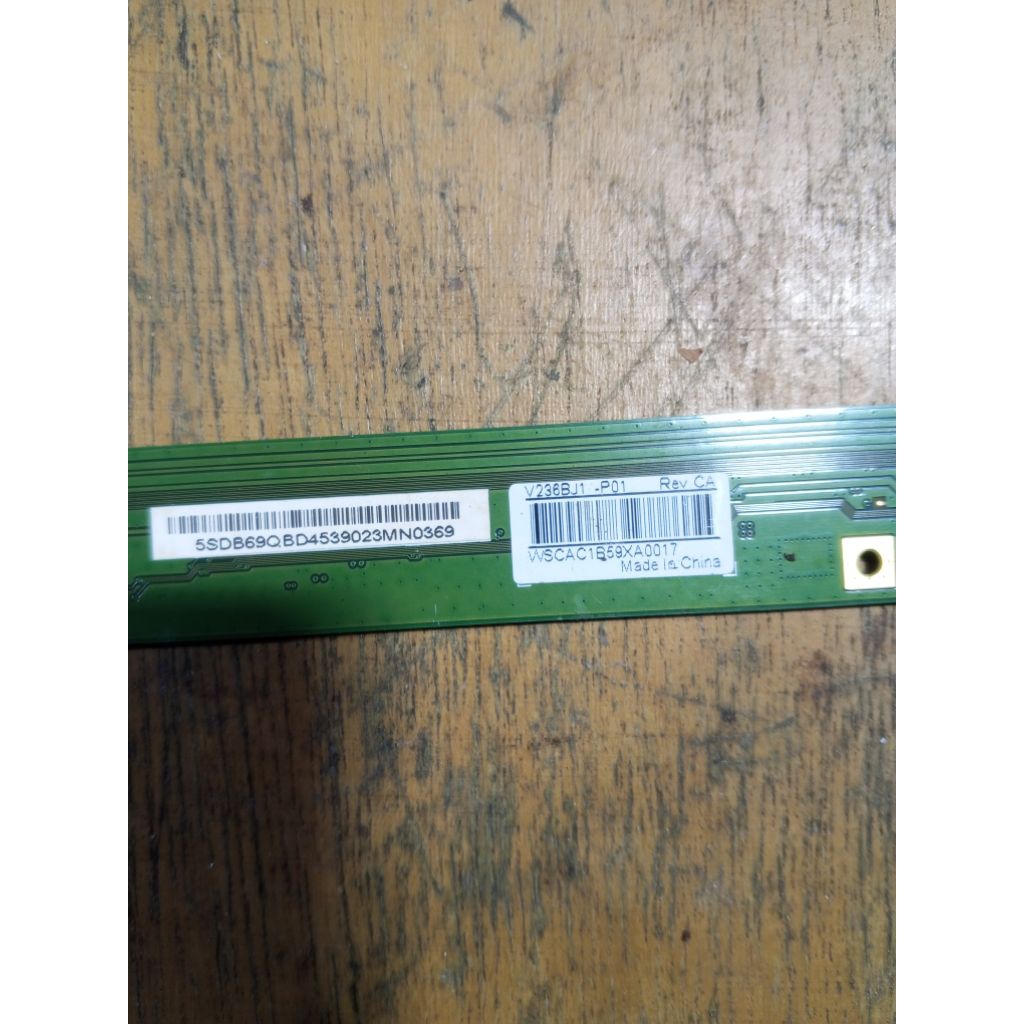 5SDB69QBD4539023MN0369
V236BJ1 -P01 Rev CA
WSCAC1B59XA0017
Made in China